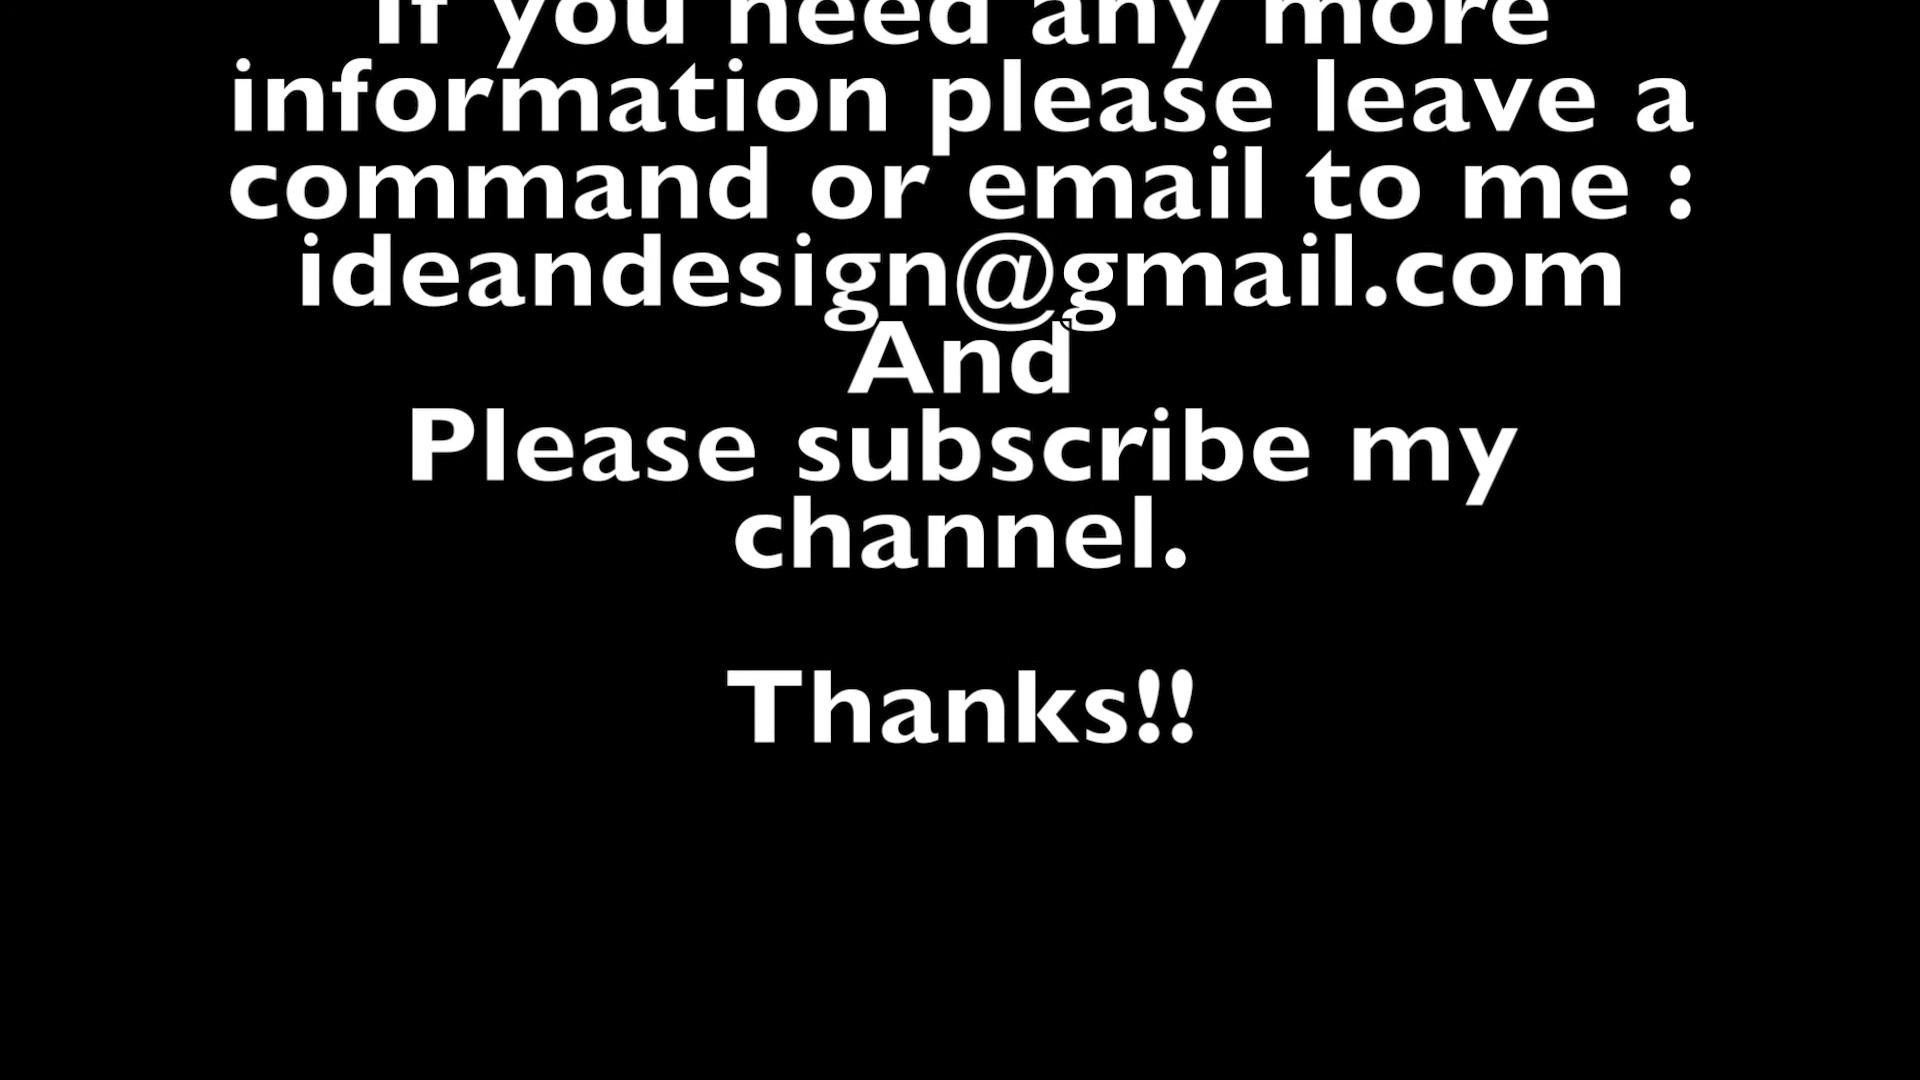 If you need any more
information please leave a
command or email to me :
ideandesign@gmail.com
And
Please subscribe my
channel.
Thanks!!